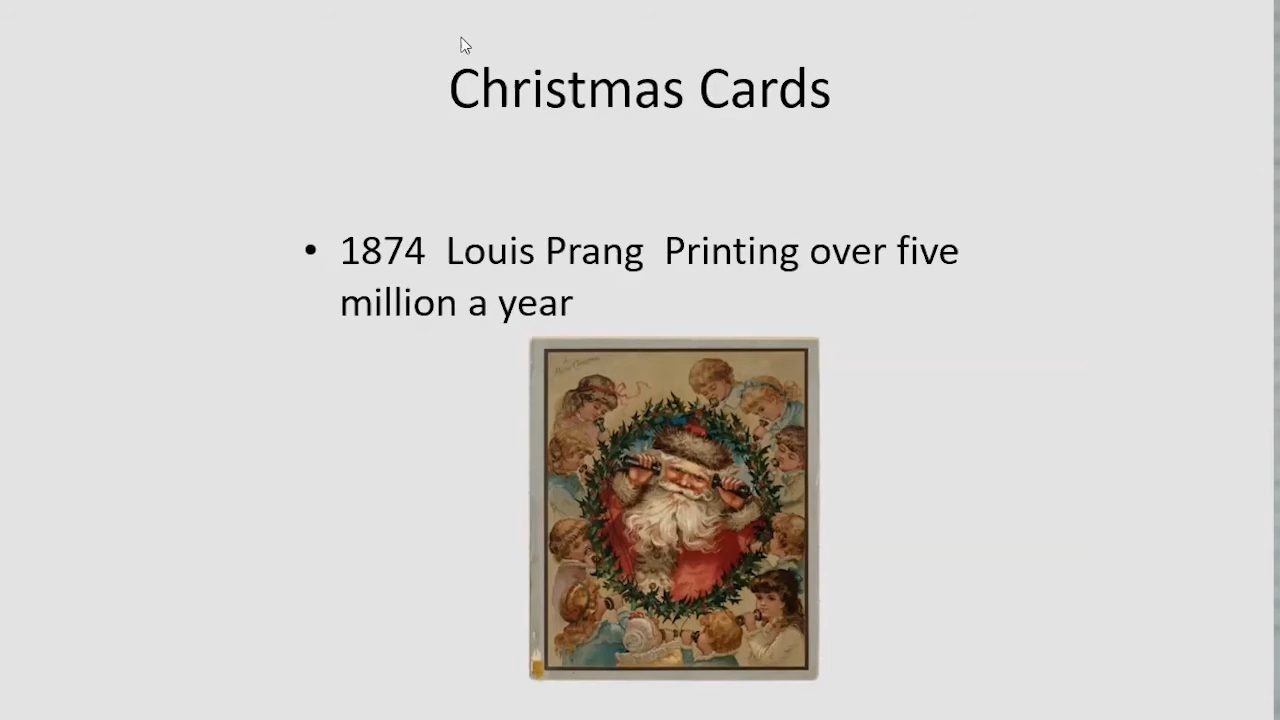 Christmas Cards
• 1874  Louis Prang  Printing over five
million a year